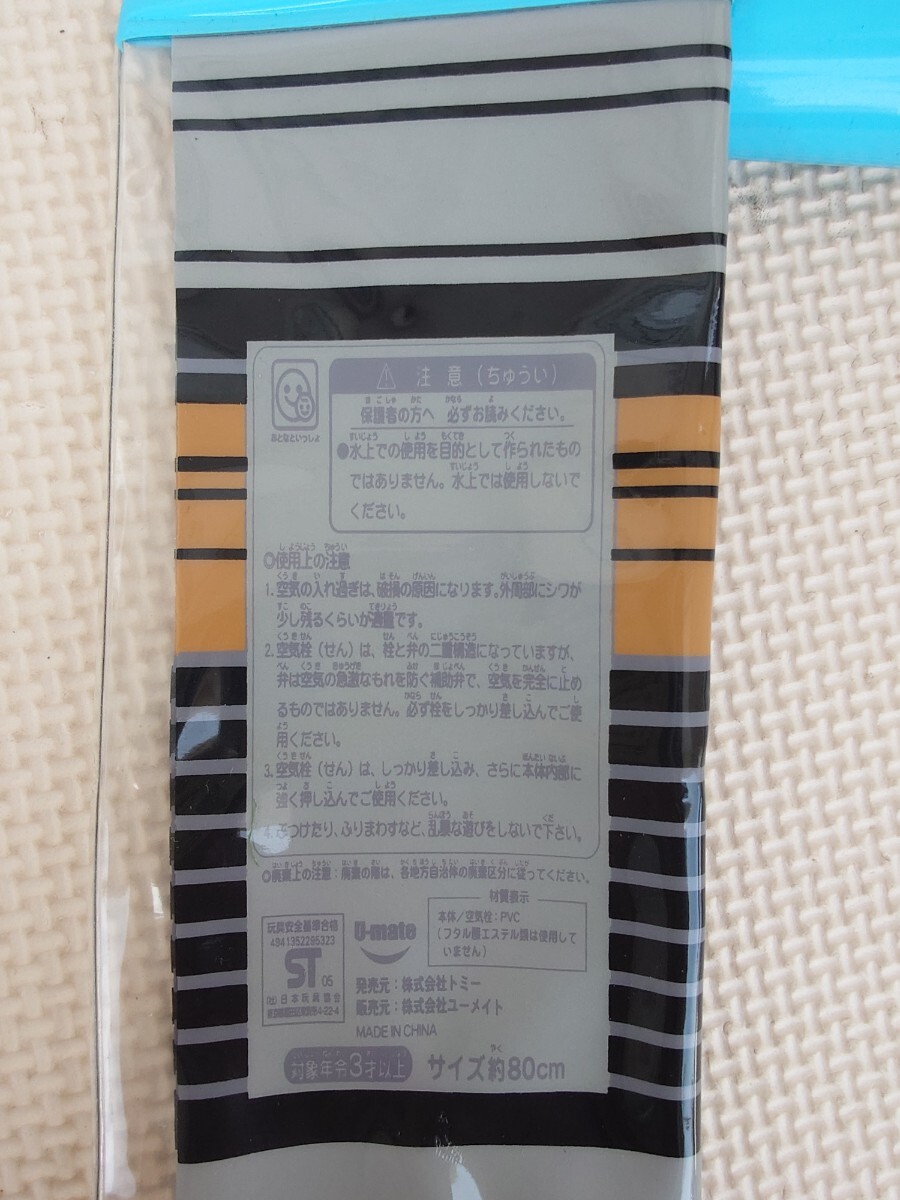 おとなといっしょ
⚠ 注意(ちゅうい)
保護者の方へ 必ずお読みください。
●水上での使用を目的として作られたもの
ではありません。水上では使用しないで
ください。
○使用上の注意
1.空気の入れ過ぎは、破損の原因になります。外周部にシワが
少し残るくらいが適量です。
2.空気栓(せん)は、栓と弁の二重構造になっていますが、
弁は空気の急激なもれを防ぐ補助弁で、空気を完全に止め
るものではありません。必ず栓をしっかり差し込んでご使
用ください。
3.空気栓(せん)は、しっかり差し込み、さらに本体内部に
強く押し込んでご使用ください。
4.ぶつけたり、ふりまわすなど、乱暴な遊びをしないで下さい。
○廃棄上の注意:廃棄の際は、各地方自治体の廃棄区分に従ってください。
玩具安全基準合格
4941352295323
ST 05
(社)日本玩具協会
U-mate
材質表示
本体/空気栓:PVC
(フタル酸エステル類は使用して
いません)
発売元:株式会社トミー
販売元:株式会社ユーメイト
MADE IN CHINA
対象年令3才以上
サイズ約80cm